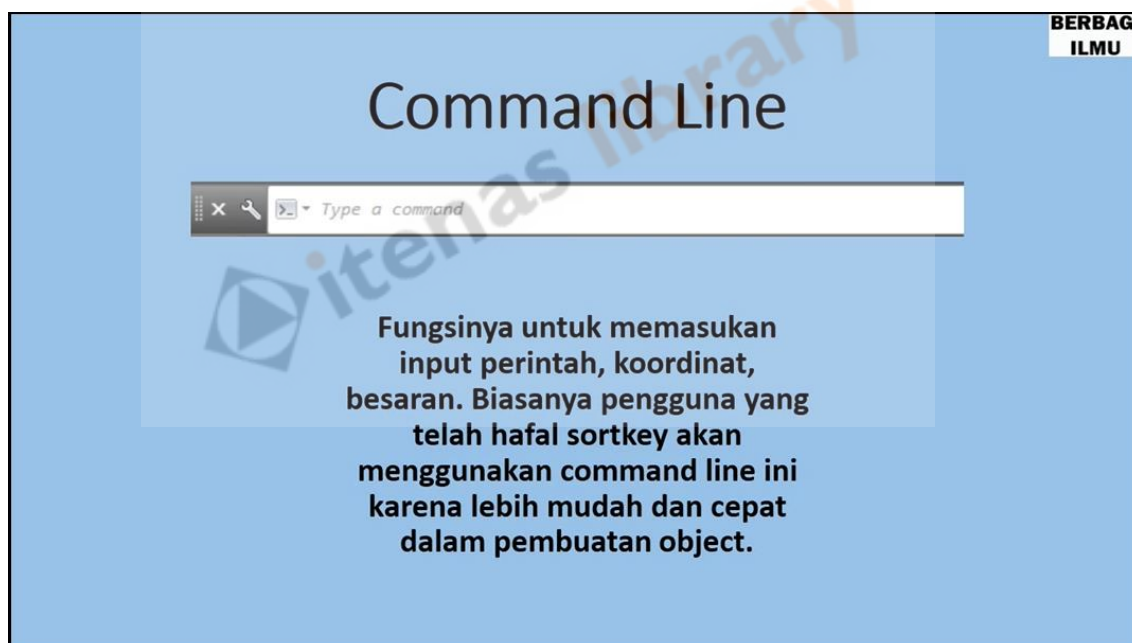 BERBAG
ILMU
Command Line
Type a command
itenas library
Fungsinya untuk memasukan
input perintah, koordinat,
besaran. Biasanya pengguna yang
telah hafal sortkey akan
menggunakan command line ini
karena lebih mudah dan cepat
dalam pembuatan object.